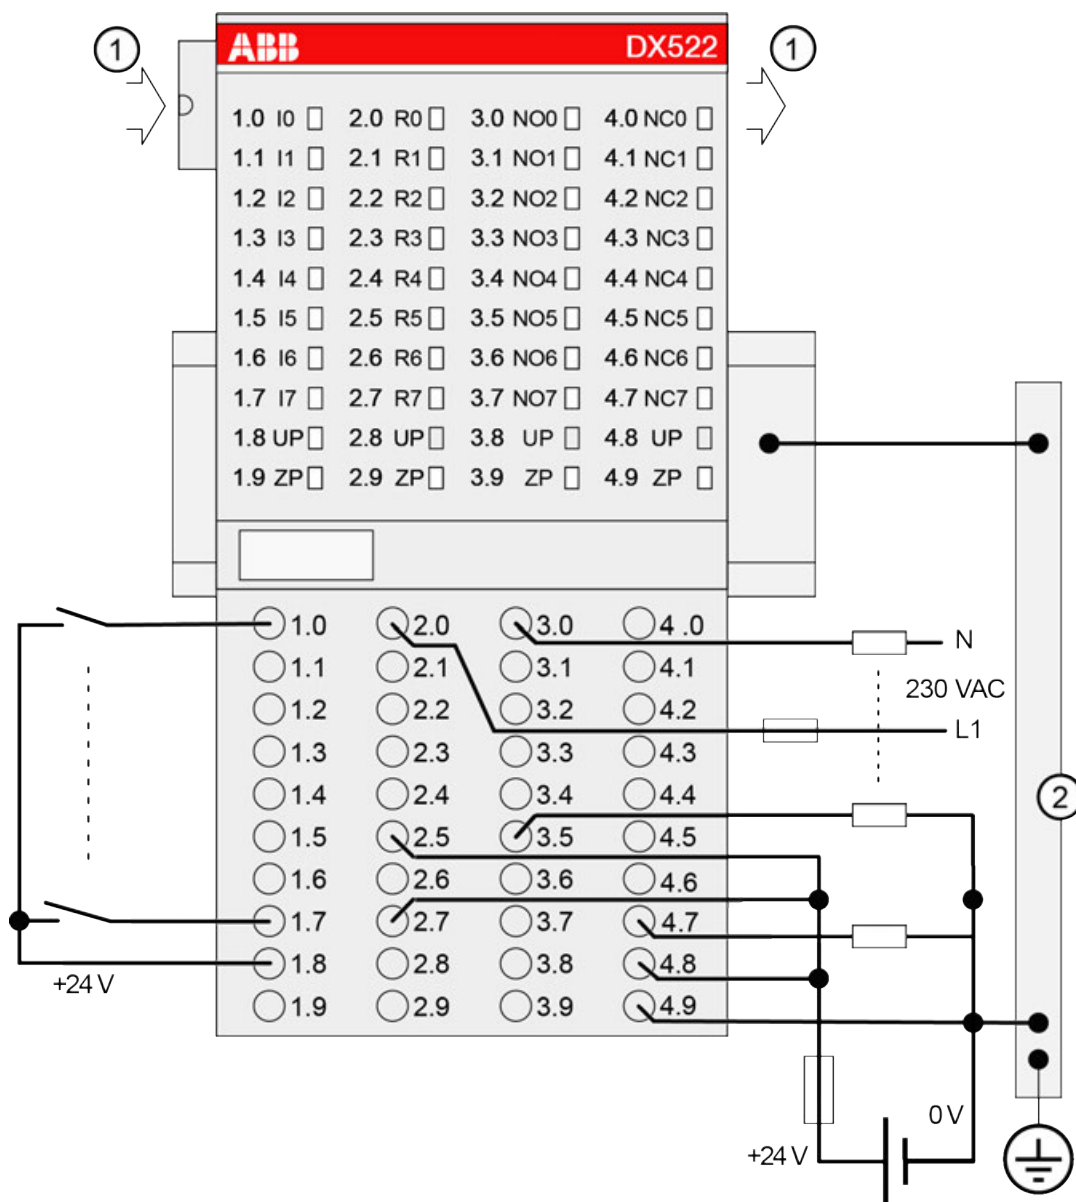 1 ABB DX522 1
1.0 I0 2.0 R0 3.0 NO0 4.0 NC0
1.1 I1 2.1 R1 3.1 NO1 4.1 NC1
1.2 I2 2.2 R2 3.2 NO2 4.2 NC2
1.3 I3 2.3 R3 3.3 NO3 4.3 NC3
1.4 I4 2.4 R4 3.4 NO4 4.4 NC4
1.5 I5 2.5 R5 3.5 NO5 4.5 NC5
1.6 I6 2.6 R6 3.6 NO6 4.6 NC6
1.7 I7 2.7 R7 3.7 NO7 4.7 NC7
1.8 UP 2.8 UP 3.8 UP 4.8 UP
1.9 ZP 2.9 ZP 3.9 ZP 4.9 ZP
1.0 2.0 3.0 4 .0
N
1.1 2.1 3.1 4.1
230 VAC
1.2 2.2 3.2 4.2
L1
1.3 2.3 3.3 4.3
1.4 2.4 3.4 4.4
2
1.5 2.5 3.5 4.5
1.6 2.6 3.6 4.6
1.7 2.7 3.7 4.7
1.8 2.8 3.8 4.8
+24 V
1.9 2.9 3.9 4.9
0 V
+24 V